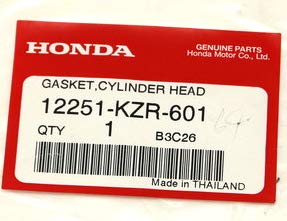 HONDA
GENUINE PARTS
Honda Motor Co., Ltd.
GASKET,CYLINDER HEAD
12251-KZR-601
QTY 1 B3C26
Made in THAILAND